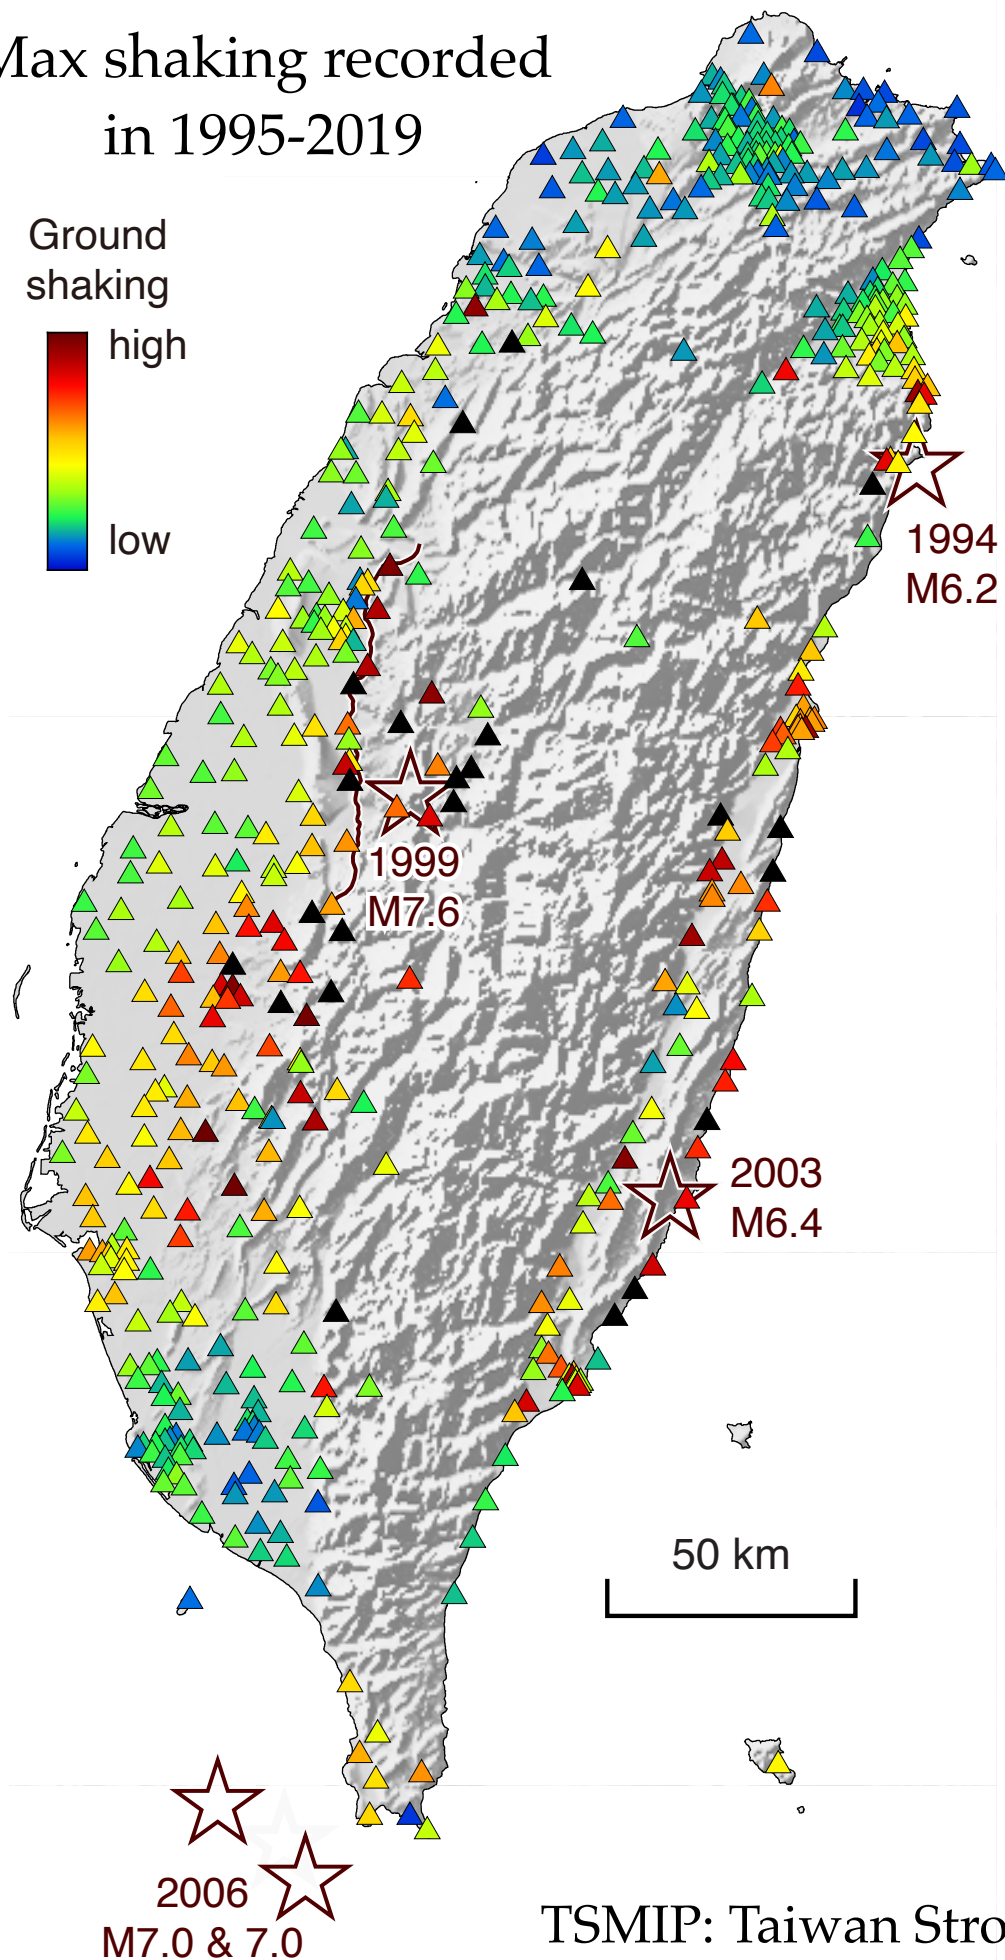 Max shaking recorded
in 1995-2019
Ground
shaking
high
low
1994
M6.2
1999
M7.6
2003
M6.4
50 km
2006
M7.0 & 7.0
TSMIP: Taiwan Stro